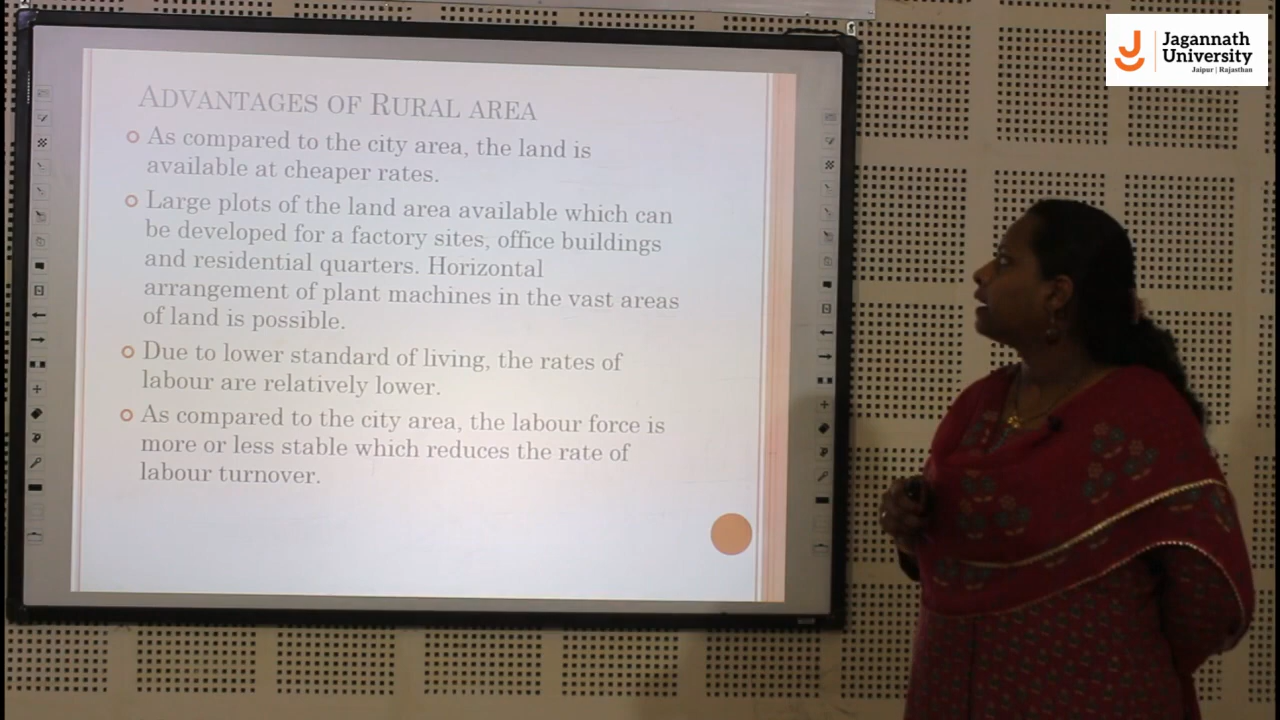 Jagannath
University
Jaipur | Rajasthan
ADVANTAGES OF RURAL AREA
As compared to the city area, the land is
available at cheaper rates.
Large plots of the land area available which can
be developed for a factory sites, office buildings
and residential quarters. Horizontal
arrangement of plant machines in the vast areas
of land is possible.
Due to lower standard of living, the rates of
labour are relatively lower.
As compared to the city area, the labour force is
more or less stable which reduces the rate of
labour turnover.